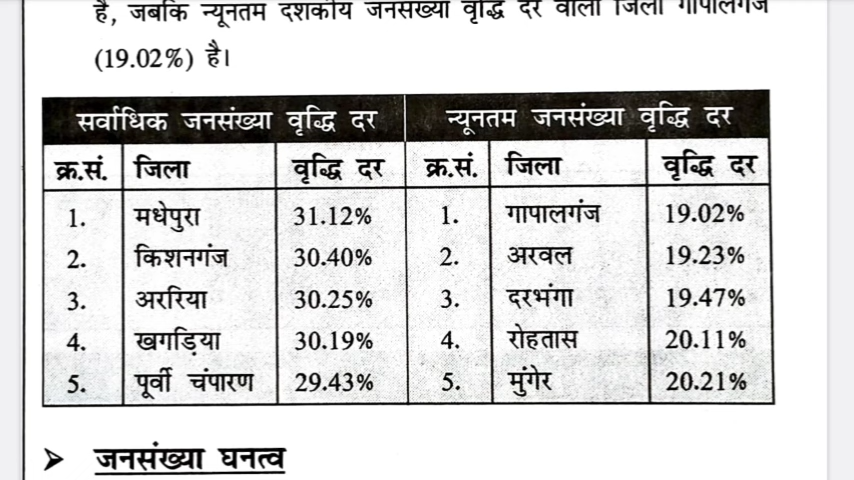 है, जबकि न्यूनतम दशकीय जनसंख्या वृद्धि दर वाला जिला गोपालगंज
(19.02%) है।
सर्वाधिक जनसंख्या वृद्धि दर न्यूनतम जनसंख्या वृद्धि दर
क्र.सं. जिला वृद्धि दर क्र.सं. जिला वृद्धि दर
1. मधेपुरा 31.12% 1. गापालगंज 19.02%
2. किशनगंज 30.40% 2. अरवल 19.23%
3. अररिया 30.25% 3. दरभंगा 19.47%
4. खगड़िया 30.19% 4. रोहतास 20.11%
5. पूर्वी चंपारण 29.43% 5. मुंगेर 20.21%
➤ जनसंख्या घनत्व